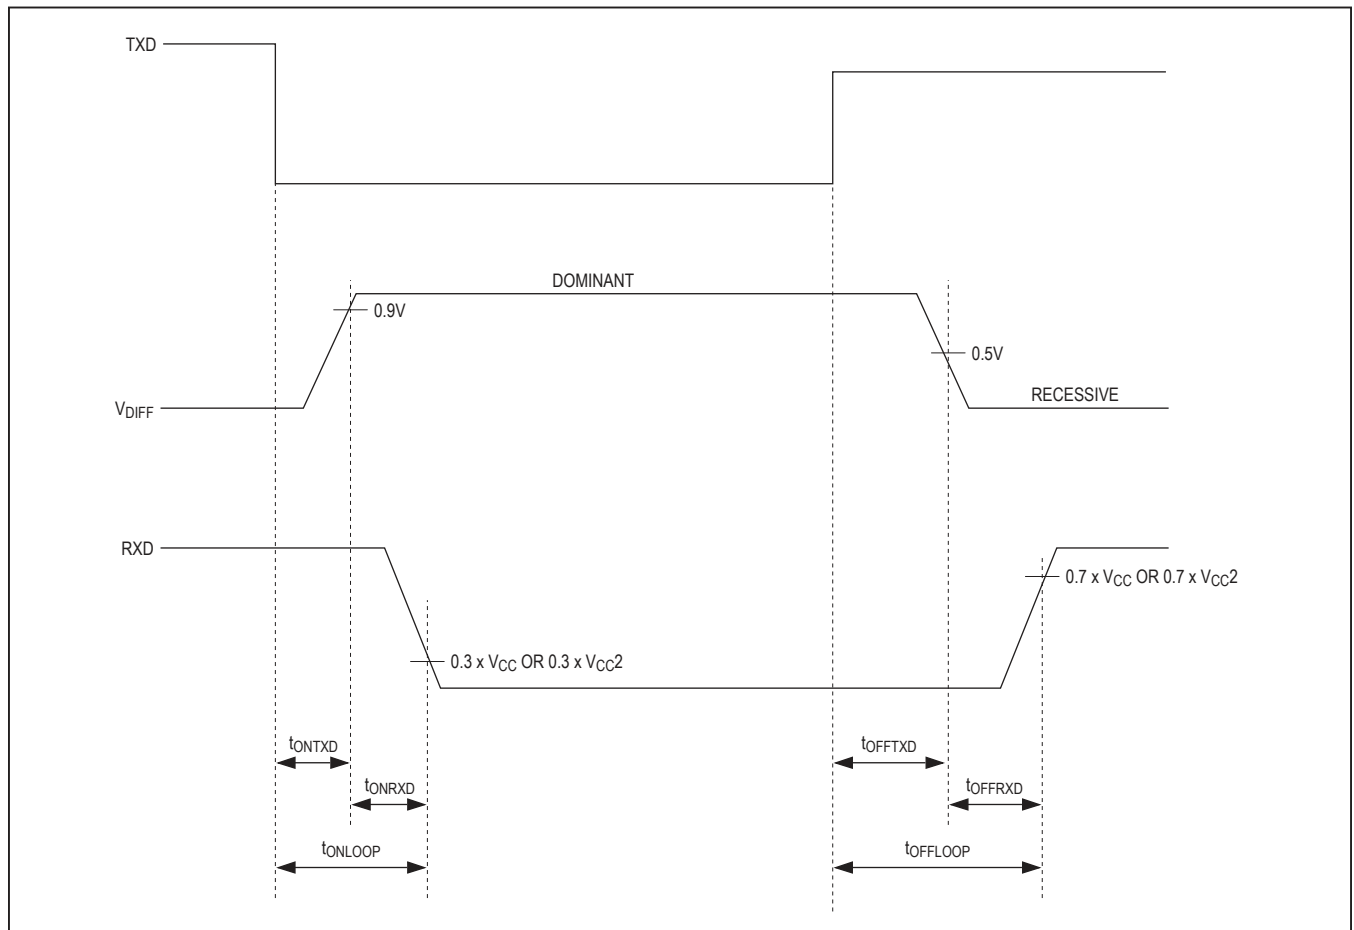 TXD
DOMINANT
0.9V
0.5V
VDIFF
RECESSIVE
RXD
0.7 x VCC OR 0.7 x VCC2
0.3 x VCC OR 0.3 x VCC2
tONTXD
tOFFTXD
tONRXD
tOFFRXD
tONLOOP
tOFFLOOP